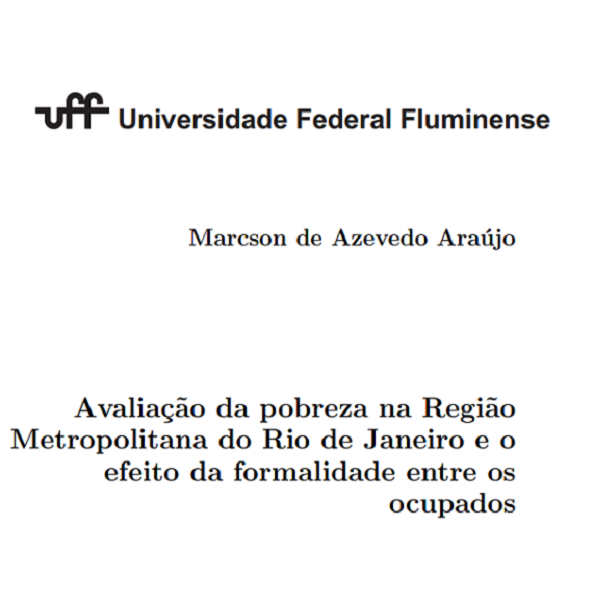 uff Universidade Federal Fluminense
Marcson de Azevedo Araújo
Avaliação da pobreza na Região
Metropolitana do Rio de Janeiro e o
efeito da formalidade entre os
ocupados